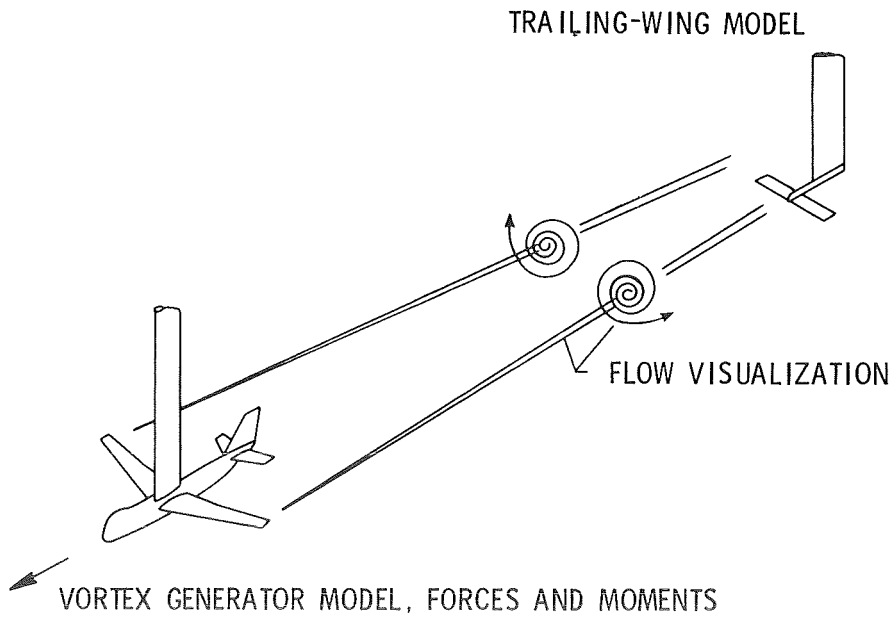 TRAILING-WING MODEL
FLOW VISUALIZATION
VORTEX GENERATOR MODEL, FORCES AND MOMENTS